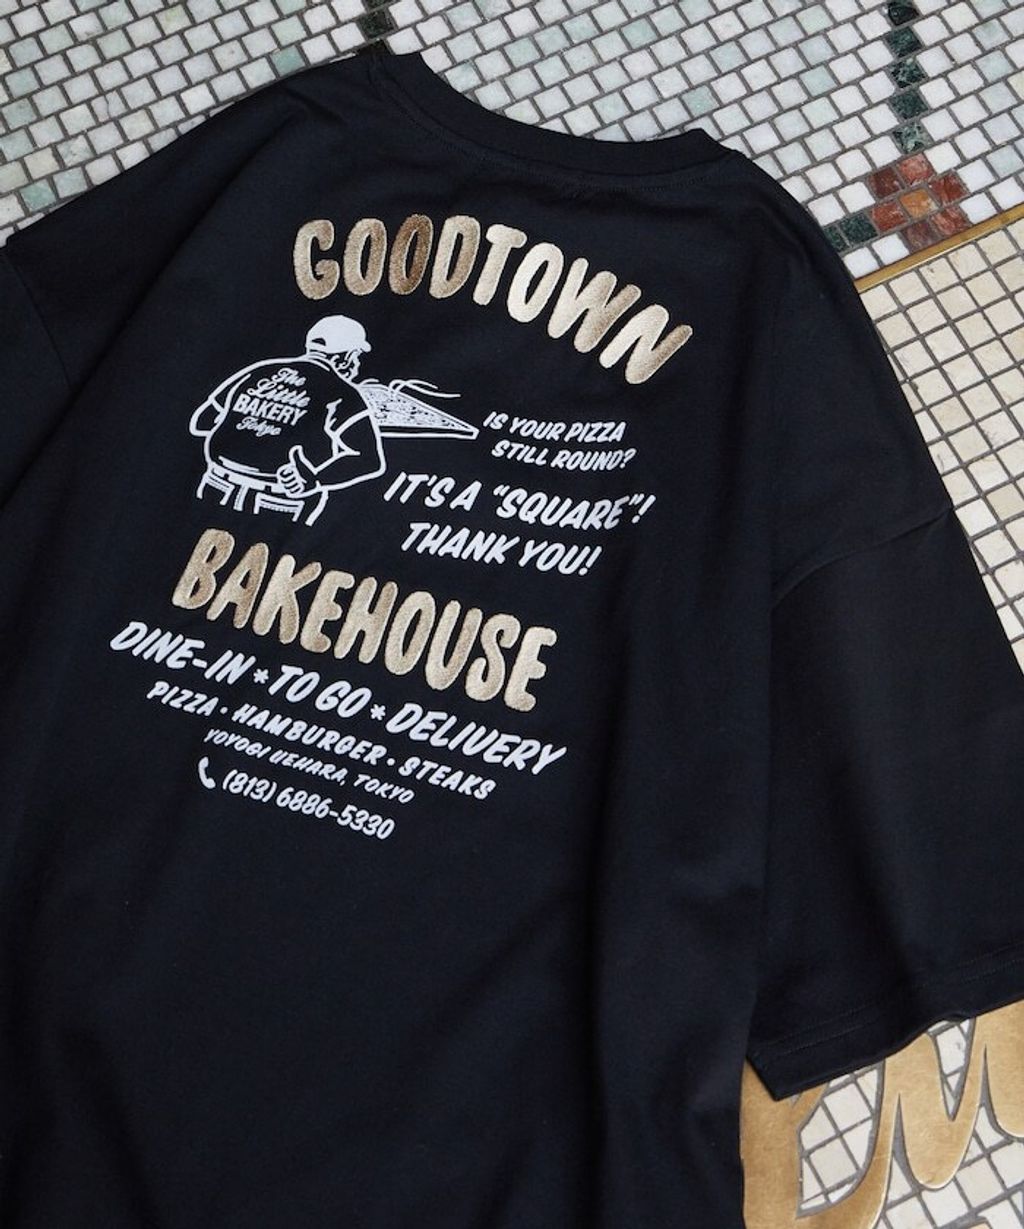 GOODTOWN
The
Little
BAKERY
Tokyo
IS YOUR PIZZA
STILL ROUND?
IT'S A "SQUARE"!
THANK YOU!
BAKEHOUSE
DINE-IN * TO GO * DELIVERY
PIZZA · HAMBURGER · STEAKS
YOYOGI UEHARA, TOKYO
(813) 6886-5330